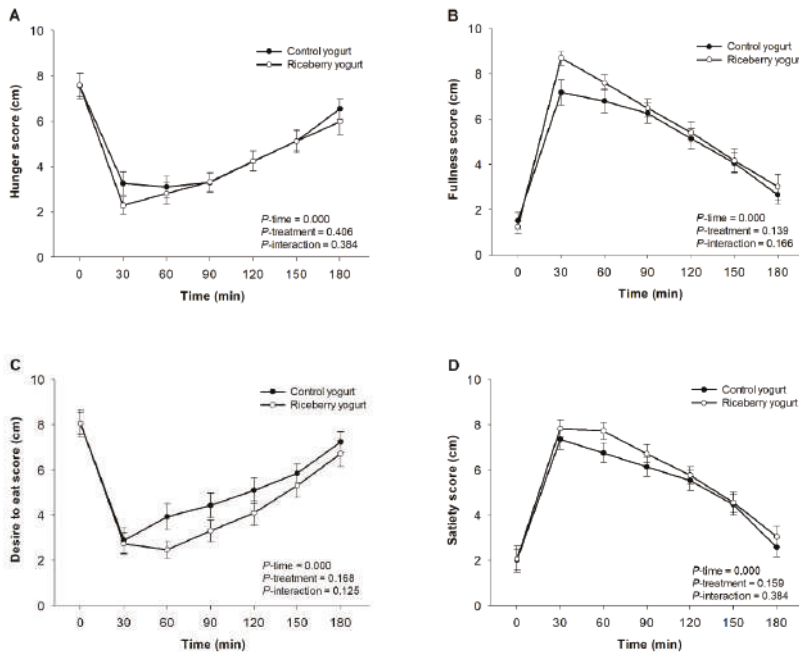 A
10
8
6
4
2
0
Hunger score (cm)
Control yogurt
Riceberry yogurt
P-time = 0.000
P-treatment = 0.406
P-interaction = 0.384
0 30 60 90 120 150 180
Time (min)
B
10
8
6
4
2
0
Fullness score (cm)
Control yogurt
Riceberry yogurt
P-time = 0.000
P-treatment = 0.139
P-interaction = 0.166
0 30 60 90 120 150 180
Time (min)
C
10
8
6
4
2
0
Desire to eat score (cm)
Control yogurt
Riceberry yogurt
P-time = 0.000
P-treatment = 0.168
P-interaction = 0.125
0 30 60 90 120 150 180
Time (min)
D
10
8
6
4
2
0
Satiety score (cm)
Control yogurt
Riceberry yogurt
P-time = 0.000
P-treatment = 0.159
P-interaction = 0.384
0 30 60 90 120 150 180
Time (min)